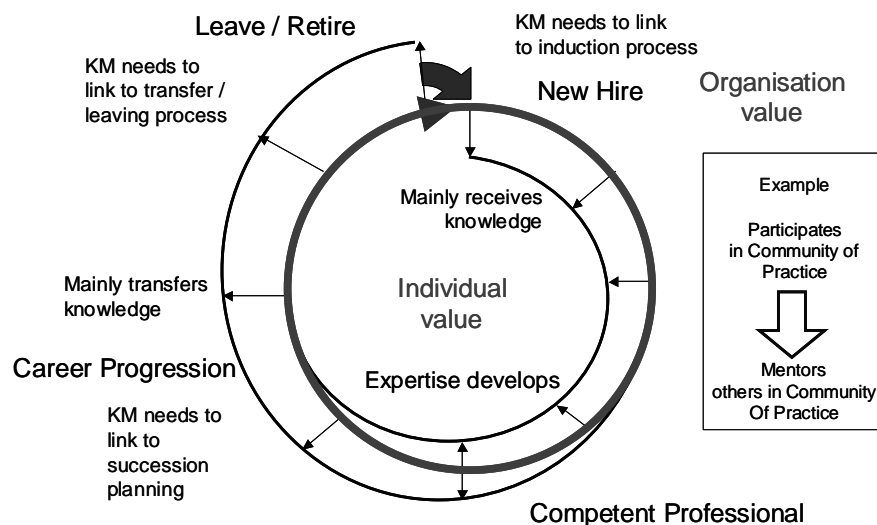 Leave / Retire
KM needs to
link to transfer /
leaving process
KM needs to link
to induction process
New Hire
Organisation
value
Mainly receives
knowledge
Example
Participates
in Community of
Practice
Mentors
others in Community
Of Practice
Mainly transfers
knowledge
Individual
value
Career Progression
Expertise develops
KM needs to
link to
succession
planning
Competent Professional